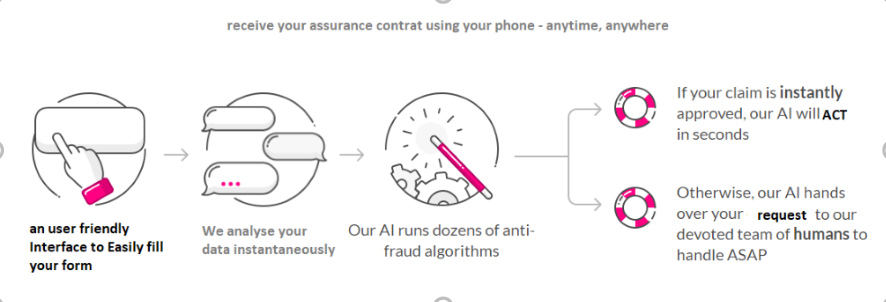 receive your assurance contrat using your phone - anytime, anywhere
an user friendly
Interface to Easily fill
your form
We analyse your
data instantaneously
Our AI runs dozens of anti-
fraud algorithms
If your claim is instantly
approved, our AI will ACT
in seconds
Otherwise, our AI hands
over your request to our
devoted team of humans to
handle ASAP